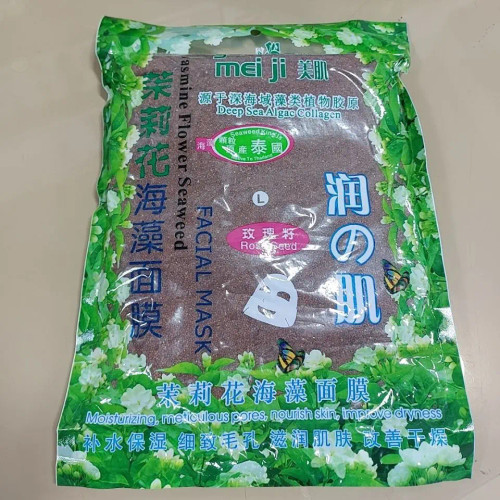 mei ji 美肌
源于深海域藻类植物胶原
Deep Sea Algae Collagen
茉莉花海藻面膜
Jasmine Flower Seaweed
FACIAL MASK
泰國
L
玫瑰籽
Rose Seed
润の肌
茉莉花海藻面膜
Moisturizing, meticulous pores, nourish skin, improve dryness
补水保湿 细致毛孔 滋润肌肤 改善干燥